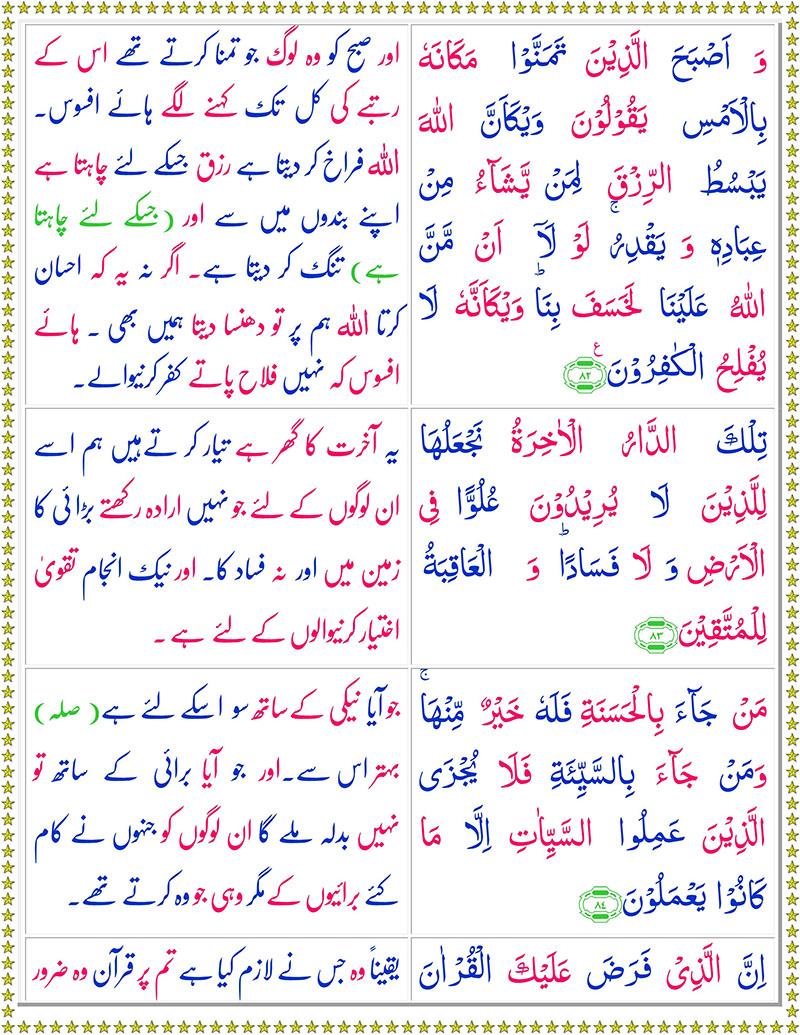 وَ اَصْبَحَ الَّذِيْنَ تَمَنَّوْا مَكَانَهٗ
بِالْاَمْسِ يَقُوْلُوْنَ وَيْكَاَنَّ اللّٰهَ
يَبْسُطُ الرِّزْقَ لِمَنْ يَّشَآءُ مِنْ
عِبَادِهٖ وَ يَقْدِرُ ۚ لَوْ لَاۤ اَنْ مَّنَّ
اللّٰهُ عَلَيْنَا لَخَسَفَ بِنَا ؕ وَيْكَاَنَّهٗ لَا
يُفْلِحُ الْكٰفِرُوْنَ ۧ ۸۲
اور صبح کو وہ لوگ جو تمنا کرتے تھے اس کے
رتبے کی کل تک کہنے لگے ہائے افسوس۔
اللہ فراخ کر دیتا ہے رزق جسکے لئے چاہتا ہے
اپنے بندوں میں سے اور (جسکے لئے چاہتا
ہے) تنگ کر دیتا ہے۔ اگر نہ یہ کہ احسان
کرتا اللہ ہم پر تو دھنسا دیتا ہمیں بھی ۔ ہائے
افسوس کہ نہیں فلاح پاتے کفر کرنیوالے۔
تِلْكَ الدَّارُ الْاٰخِرَةُ نَجْعَلُهَا
لِلَّذِيْنَ لَا يُرِيْدُوْنَ عُلُوًّا فِى
الْاَرْضِ وَ لَا فَسَادًا ؕ وَ الْعَاقِبَةُ
لِلْمُتَّقِيْنَ ۸۳
یہ آخرت کا گھر ہے تیار کرتے ہیں ہم اسے
ان لوگوں کے لئے جو نہیں ارادہ رکھتے بڑائی کا
زمین میں اور نہ فساد کا۔ اور نیک انجام تقویٰ
اختیار کرنیوالوں کے لئے ہے ۔
مَنْ جَآءَ بِالْحَسَنَةِ فَلَهٗ خَيْرٌ مِّنْهَا ۚ
وَمَنْ جَآءَ بِالسَّيِّئَةِ فَلَا يُجْزَى
الَّذِيْنَ عَمِلُوا السَّيِّاٰتِ اِلَّا مَا
كَانُوْا يَعْمَلُوْنَ ۸۴
جو آیا نیکی کے ساتھ سو اسکے لئے ہے (صلہ)
بہتر اس سے۔ اور جو آیا برائی کے ساتھ تو
نہیں بدلہ ملے گا ان لوگوں کو جنہوں نے کام
کئے برائیوں کے مگر وہی جو وہ کرتے تھے۔
اِنَّ الَّذِىْ فَرَضَ عَلَيْكَ الْقُرْاٰنَ
یقیناً وہ جس نے لازم کیا ہے تم پر قرآن وہ ضرور